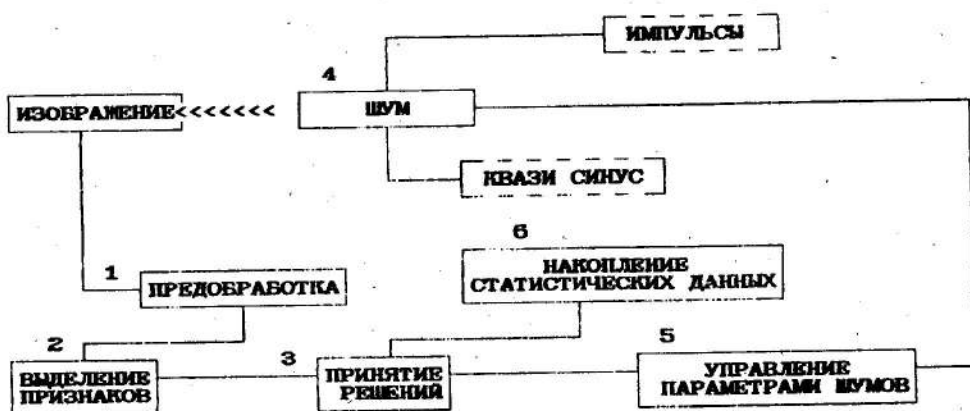 ИМПУЛЬСЫ
4
ИЗОБРАЖЕНИЕ<<<<<<<
ШУМ
КВАЗИ СИНУС
6
1
НАКОПЛЕНИЕ
СТАТИСТИЧЕСКИХ ДАННЫХ
ПРЕДОБРАБОТКА
2
3
5
ВЫДЕЛЕНИЕ
ПРИЗНАКОВ
ПРИНЯТИЕ
РЕШЕНИЙ
УПРАВЛЕНИЕ
ПАРАМЕТРАМИ ШУМОВ